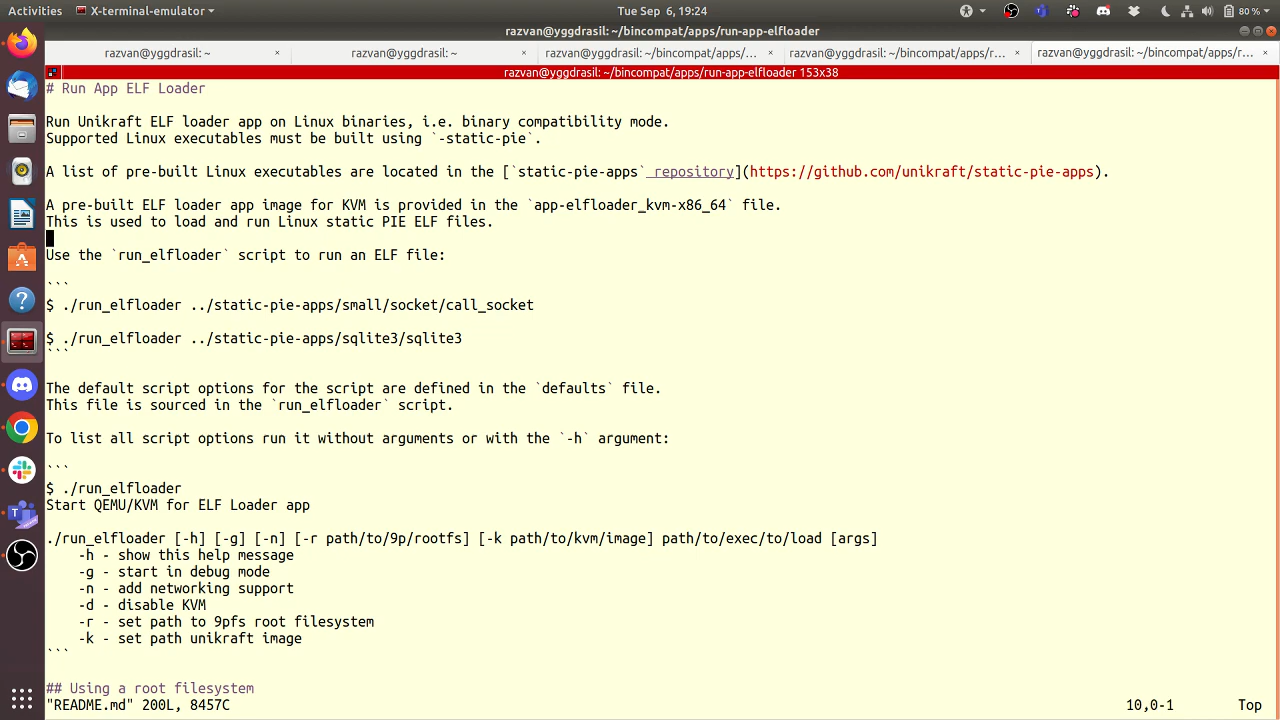 Activities
X-terminal-emulator
Tue Sep 6, 19:24
80 %
razvan@yggdrasil: ~/bincompat/apps/run-app-elfloader
razvan@yggdrasil: ~ ×
razvan@yggdrasil: ~ ×
razvan@yggdrasil: ~/bincompat/apps/... ×
razvan@yggdrasil: ~/bincompat/apps/r... ×
razvan@yggdrasil: ~/bincompat/apps/r... ×
razvan@yggdrasil: ~/bincompat/apps/run-app-elfloader 153x38
# Run App ELF Loader
Run Unikraft ELF loader app on Linux binaries, i.e. binary compatibility mode.
Supported Linux executables must be built using `-static-pie`.
A list of pre-built Linux executables are located in the [`static-pie-apps` repository](https://github.com/unikraft/static-pie-apps).
A pre-built ELF loader app image for KVM is provided in the `app-elfloader_kvm-x86_64` file.
This is used to load and run Linux static PIE ELF files.
Use the `run_elfloader` script to run an ELF file:
```
$ ./run_elfloader ../static-pie-apps/small/socket/call_socket
$ ./run_elfloader ../static-pie-apps/sqlite3/sqlite3
```
The default script options for the script are defined in the `defaults` file.
This file is sourced in the `run_elfloader` script.
To list all script options run it without arguments or with the `-h` argument:
```
$ ./run_elfloader
Start QEMU/KVM for ELF Loader app
./run_elfloader [-h] [-g] [-n] [-r path/to/9p/rootfs] [-k path/to/kvm/image] path/to/exec/to/load [args]
-h - show this help message
-g - start in debug mode
-n - add networking support
-d - disable KVM
-r - set path to 9pfs root filesystem
-k - set path unikraft image
```
## Using a root filesystem
"README.md" 200L, 8457C 10,0-1 Top